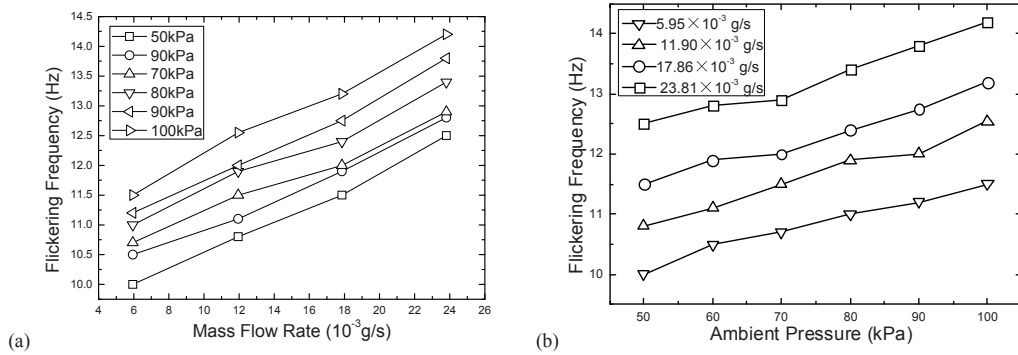 14.5
14.0
13.5
13.0
12.5
12.0
11.5
11.0
10.5
10.0
Flickering Frequency (Hz)
50kPa
90kPa
70kPa
80kPa
90kPa
100kPa
4 6 8 10 12 14 16 18 20 22 24 26
Mass Flow Rate (10⁻³g/s)
(a)
14
13
12
11
10
Flickering Frequency (Hz)
5.95×10⁻³ g/s
11.90×10⁻³ g/s
17.86×10⁻³ g/s
23.81×10⁻³ g/s
50 60 70 80 90 100
Ambient Pressure (kPa)
(b)